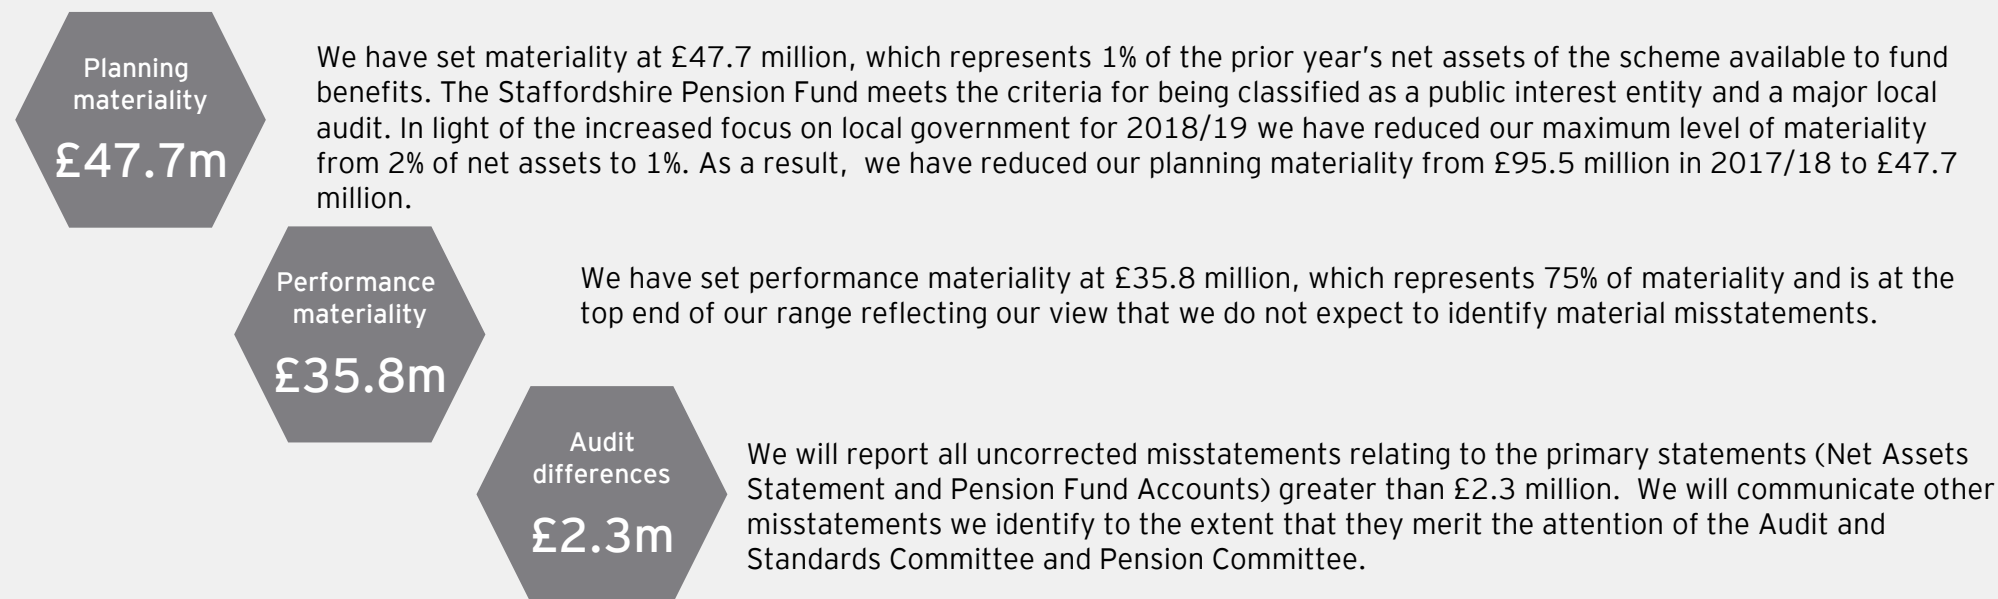 Planning
materiality
£47.7m
We have set materiality at £47.7 million, which represents 1% of the prior year’s net assets of the scheme available to fund
benefits. The Staffordshire Pension Fund meets the criteria for being classified as a public interest entity and a major local
audit. In light of the increased focus on local government for 2018/19 we have reduced our maximum level of materiality
from 2% of net assets to 1%. As a result,  we have reduced our planning materiality from £95.5 million in 2017/18 to £47.7
million.
Performance
materiality
£35.8m
We have set performance materiality at £35.8 million, which represents 75% of materiality and is at the
top end of our range reflecting our view that we do not expect to identify material misstatements.
Audit
differences
£2.3m
We will report all uncorrected misstatements relating to the primary statements (Net Assets
Statement and Pension Fund Accounts) greater than £2.3 million.  We will communicate other
misstatements we identify to the extent that they merit the attention of the Audit and
Standards Committee and Pension Committee.